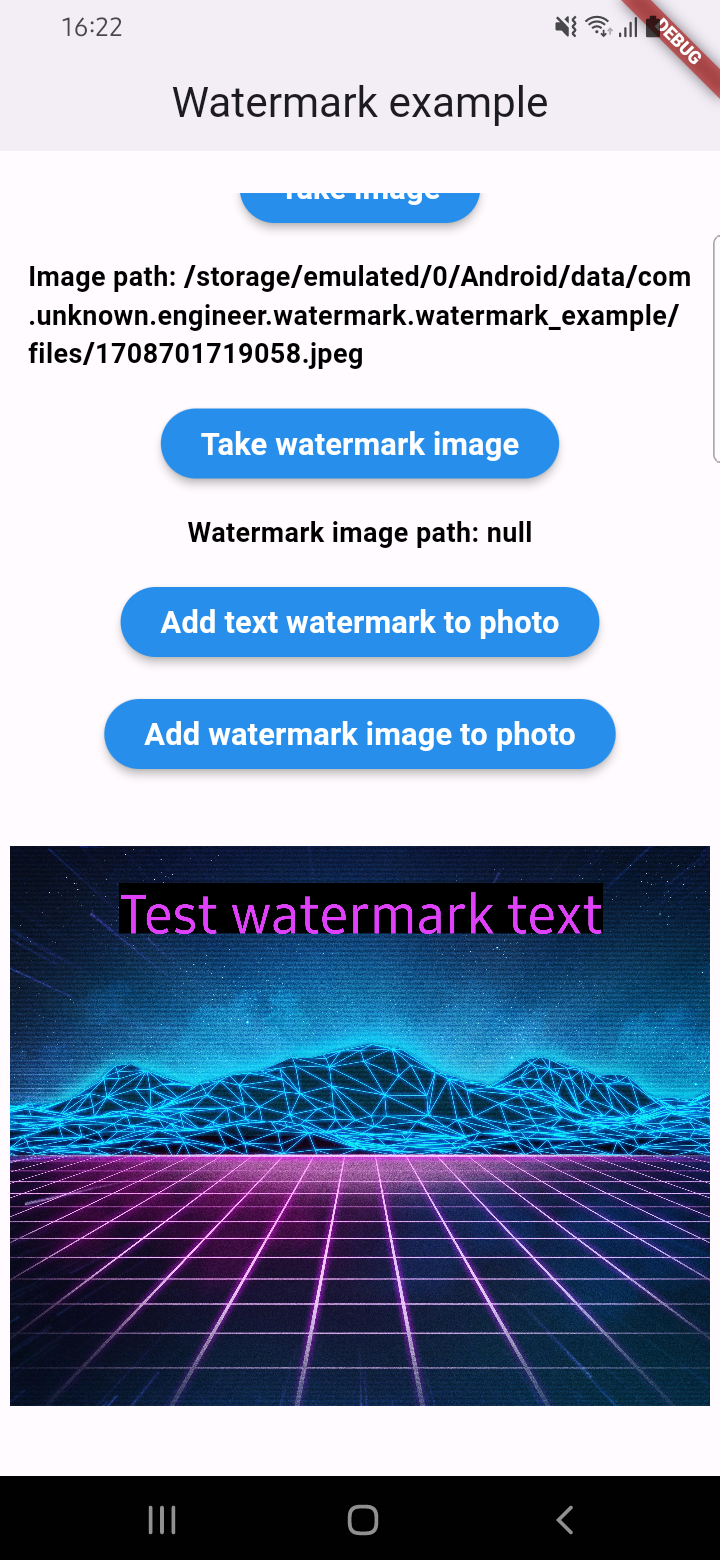 16:22
DEBUG
Watermark example
Take image
Image path: /storage/emulated/0/Android/data/com
.unknown.engineer.watermark.watermark_example/
files/1708701719058.jpeg
Take watermark image
Watermark image path: null
Add text watermark to photo
Add watermark image to photo
Test watermark text